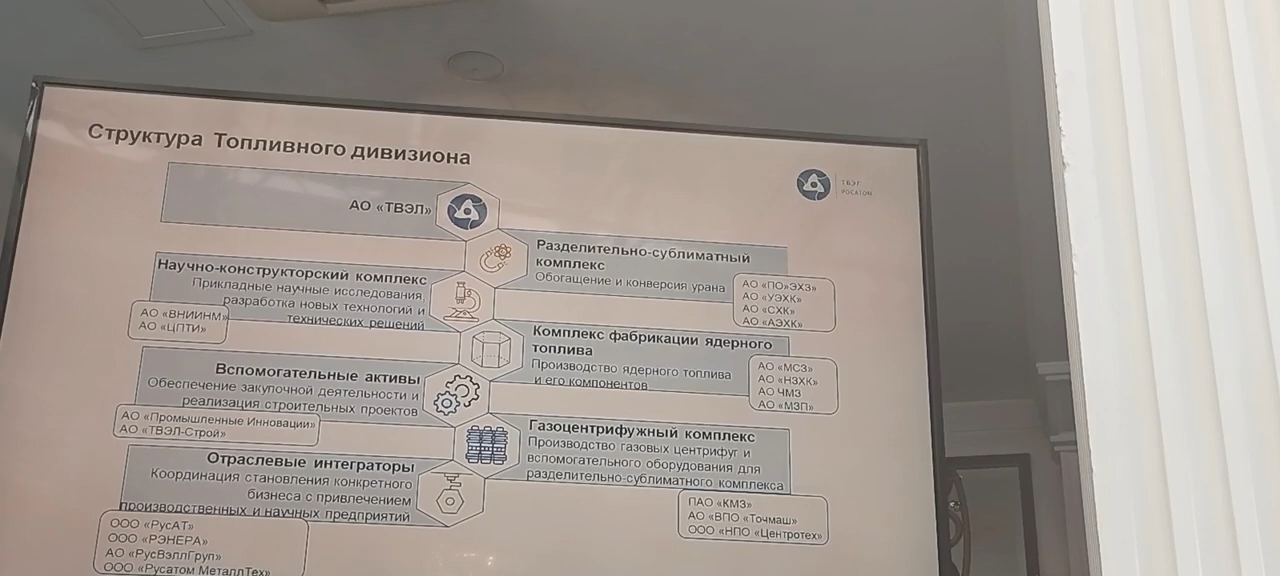 Структура Топливного дивизиона
ТВЭЛ
РОСАТОМ
АО «ТВЭЛ»
Разделительно-сублиматный
комплекс
Обогащение и конверсия урана
АО «ПО»ЭХЗ»
АО «УЭХК»
АО «СХК»
АО «АЭХК»
Научно-конструкторский комплекс
Прикладные научные исследования,
разработка новых технологий и
технических решений
АО «ВНИИНМ»
АО «ЦПТИ»
Комплекс фабрикации ядерного
топлива
Производство ядерного топлива
и его компонентов
АО «МСЗ»
АО «НЗХК»
АО ЧМЗ
АО «МЗП»
Вспомогательные активы
Обеспечение закупочной деятельности и
реализация строительных проектов
АО «Промышленные Инновации»
АО «ТВЭЛ-Строй»
Газоцентрифужный комплекс
Производство газовых центрифуг и
вспомогательного оборудования для
разделительно-сублиматного комплекса
ПАО «КМЗ»
АО «ВПО «Точмаш»
ООО «НПО «Центротех»
Отраслевые интеграторы
Координация становления конкретного
бизнеса с привлечением
производственных и научных предприятий
ООО «РусАТ»
ООО «РЭНЕРА»
АО «РусВэллГруп»
ООО «Русатом МеталлТех»